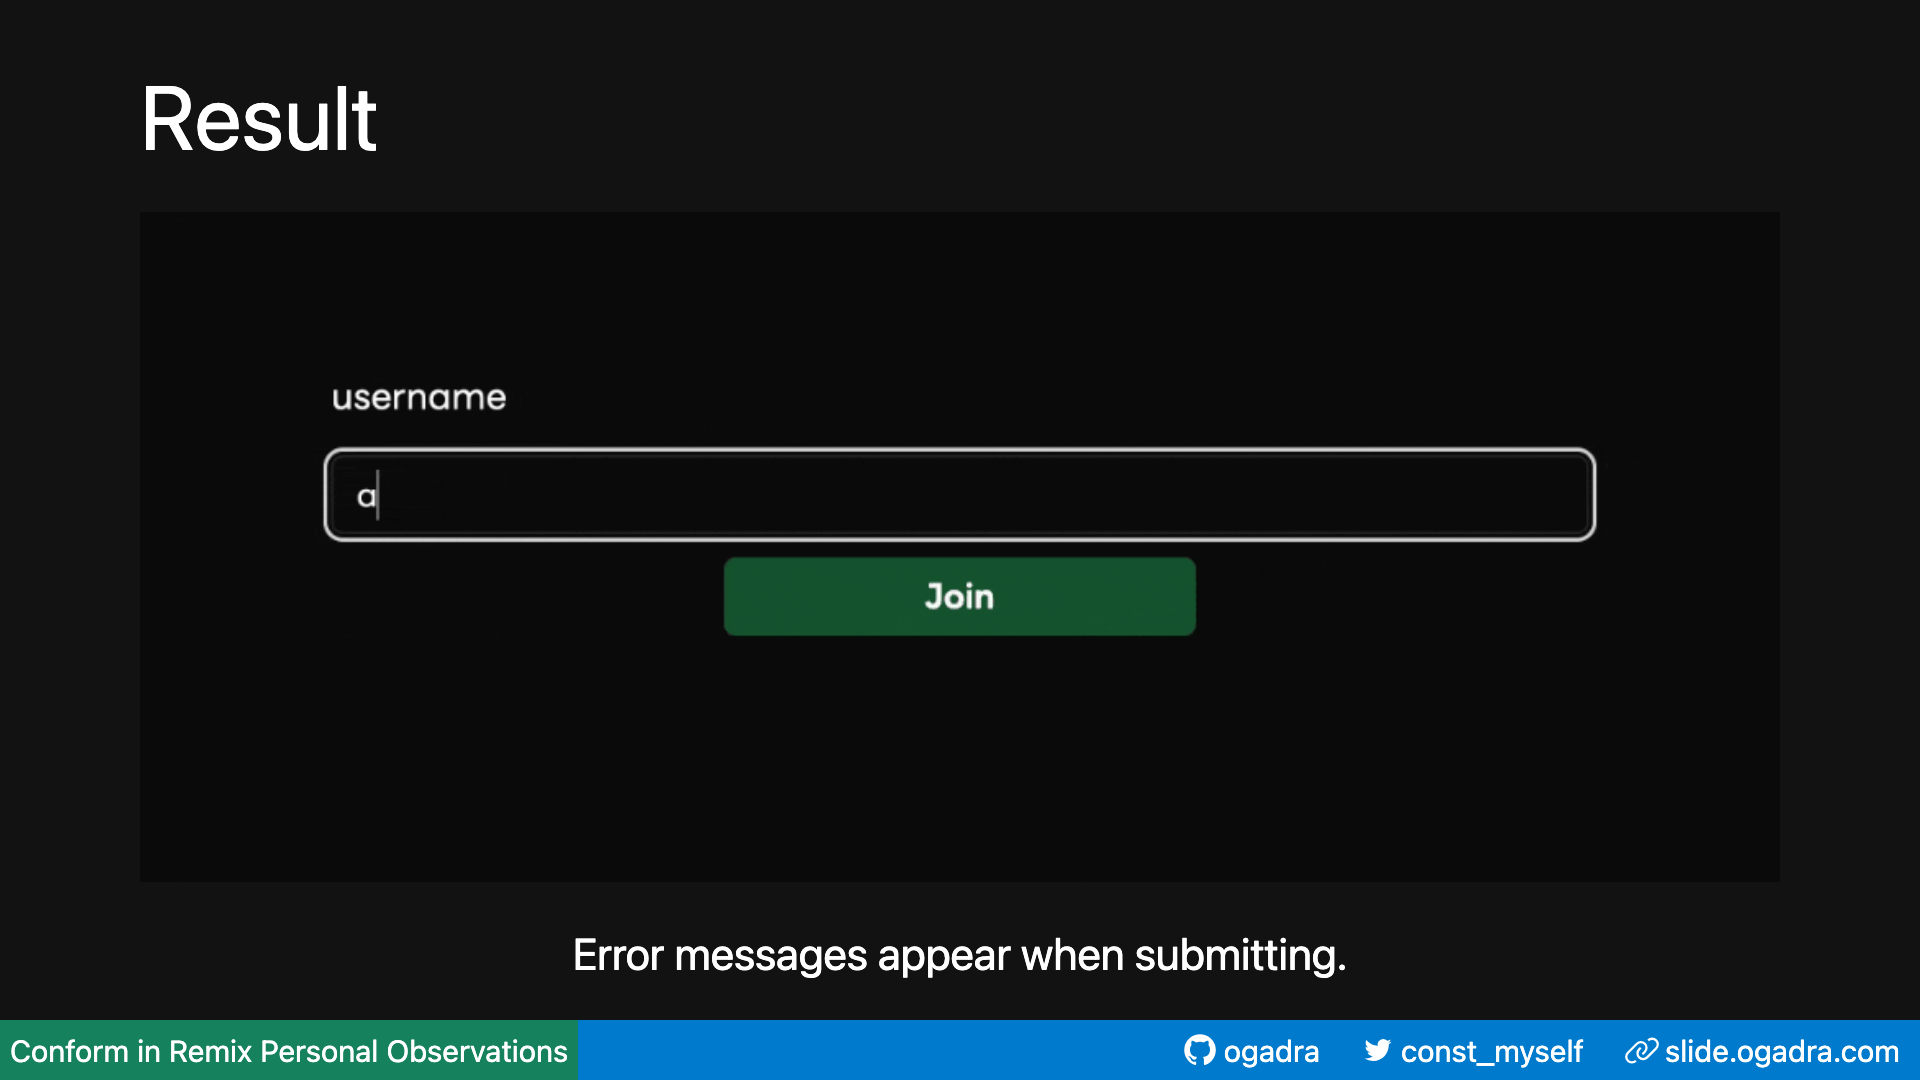 Result
username
a
Join
Error messages appear when submitting.
Conform in Remix Personal Observations
ogadra
const_myself
slide.ogadra.com